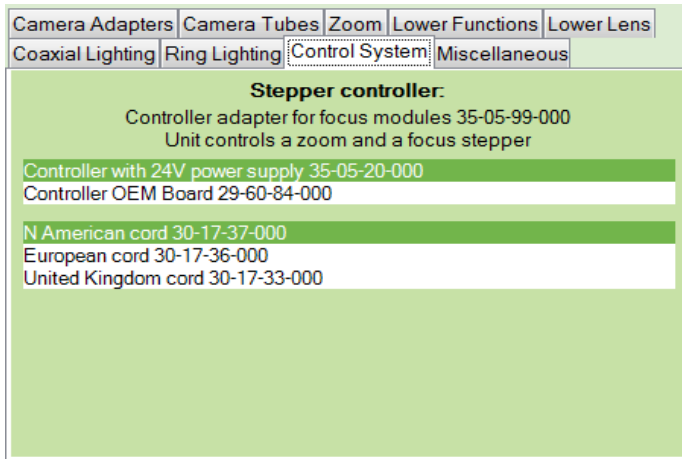 Camera Adapters Camera Tubes Zoom Lower Functions Lower Lens
Coaxial Lighting Ring Lighting Control System Miscellaneous
Stepper controller:
Controller adapter for focus modules 35-05-99-000
Unit controls a zoom and a focus stepper
Controller with 24V power supply 35-05-20-000
Controller OEM Board 29-60-84-000
N American cord 30-17-37-000
European cord 30-17-36-000
United Kingdom cord 30-17-33-000